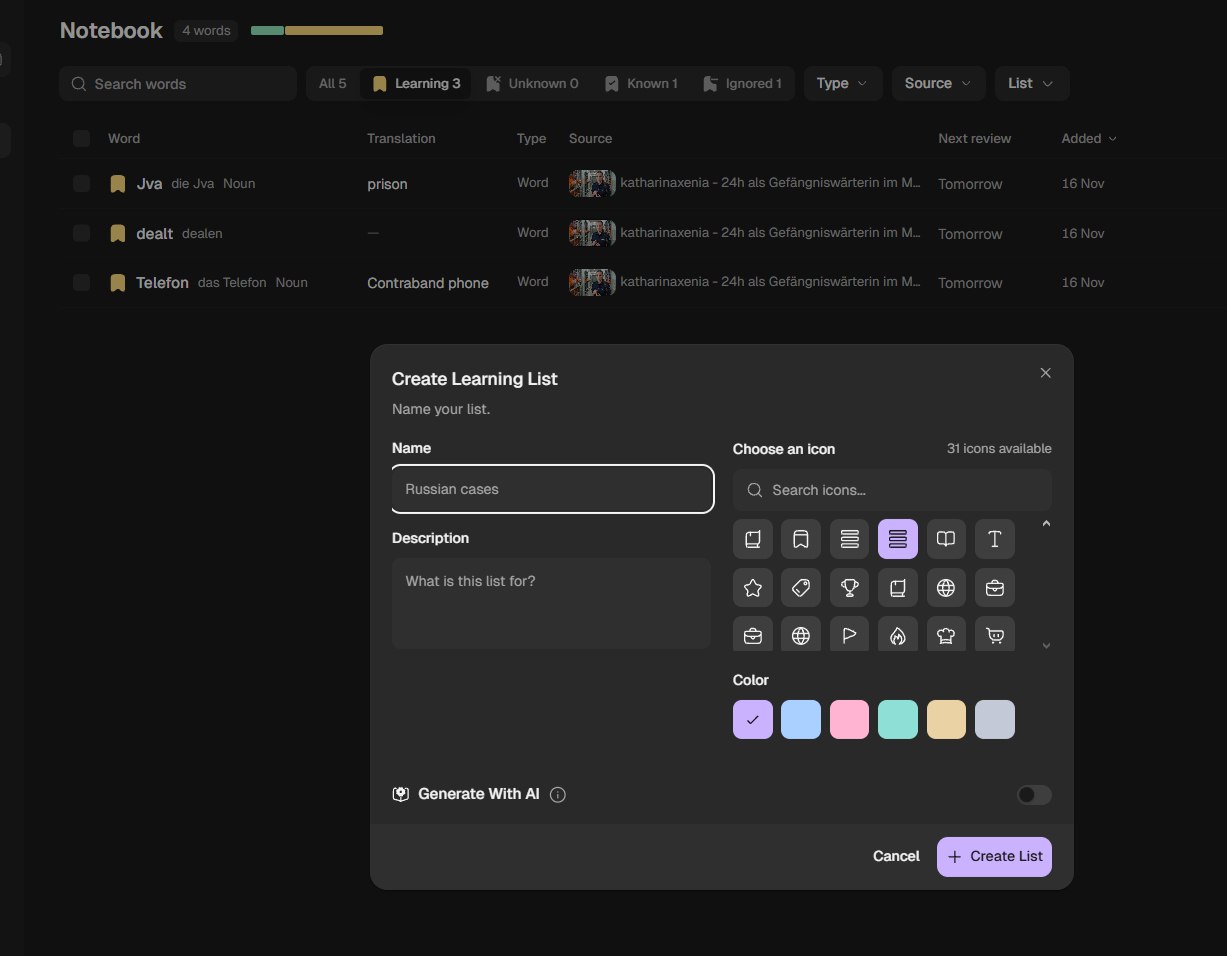 Notebook 4 words
Search words All 5 Learning 3 Unknown 0 Known 1 Ignored 1 Type Source List
Word Translation Type Source Next review Added
Jva die Jva Noun prison Word katharinaxenia - 24h als Gefängniswärterin im M... Tomorrow 16 Nov
dealt dealen — Word katharinaxenia - 24h als Gefängniswärterin im M... Tomorrow 16 Nov
Telefon das Telefon Noun Contraband phone Word katharinaxenia - 24h als Gefängniswärterin im M... Tomorrow 16 Nov
Create Learning List
Name your list.
Name
Russian cases
Description
What is this list for?
Choose an icon 31 icons available
Search icons...
Color
Generate With AI
Cancel + Create List